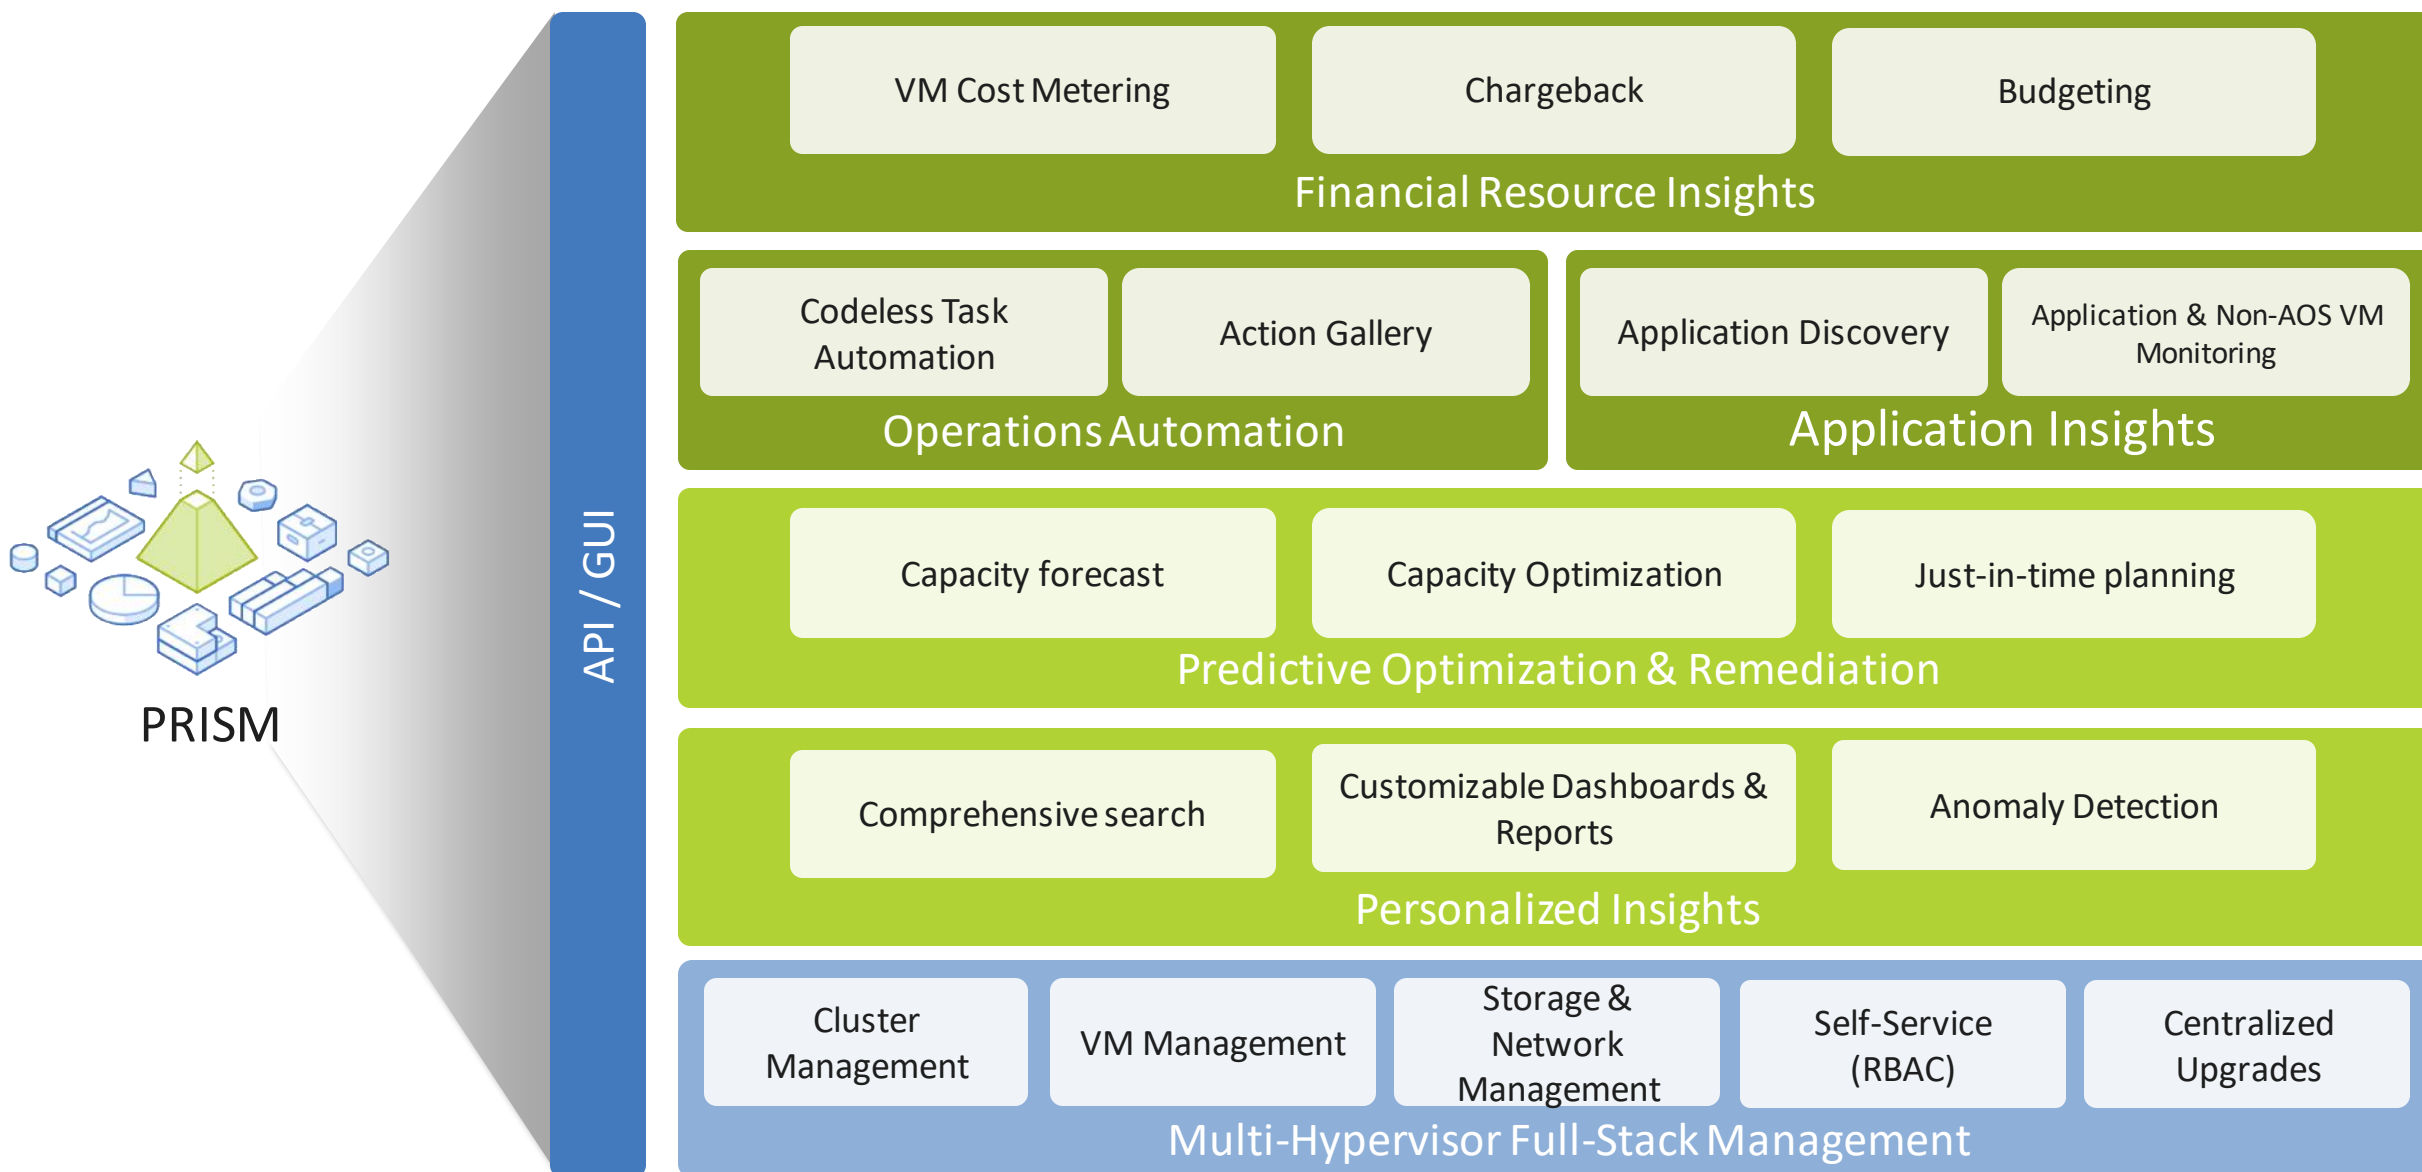 VM Cost Metering
Chargeback
Budgeting
Financial Resource Insights
Codeless Task
Automation
Action Gallery
Operations Automation
Application Discovery
Application & Non-AOS VM
Monitoring
Application Insights
PRISM
API / GUI
Capacity forecast
Capacity Optimization
Just-in-time planning
Predictive Optimization & Remediation
Comprehensive search
Customizable Dashboards &
Reports
Anomaly Detection
Personalized Insights
Cluster
Management
VM Management
Storage &
Network
Management
Self-Service
(RBAC)
Centralized
Upgrades
Multi-Hypervisor Full-Stack Management